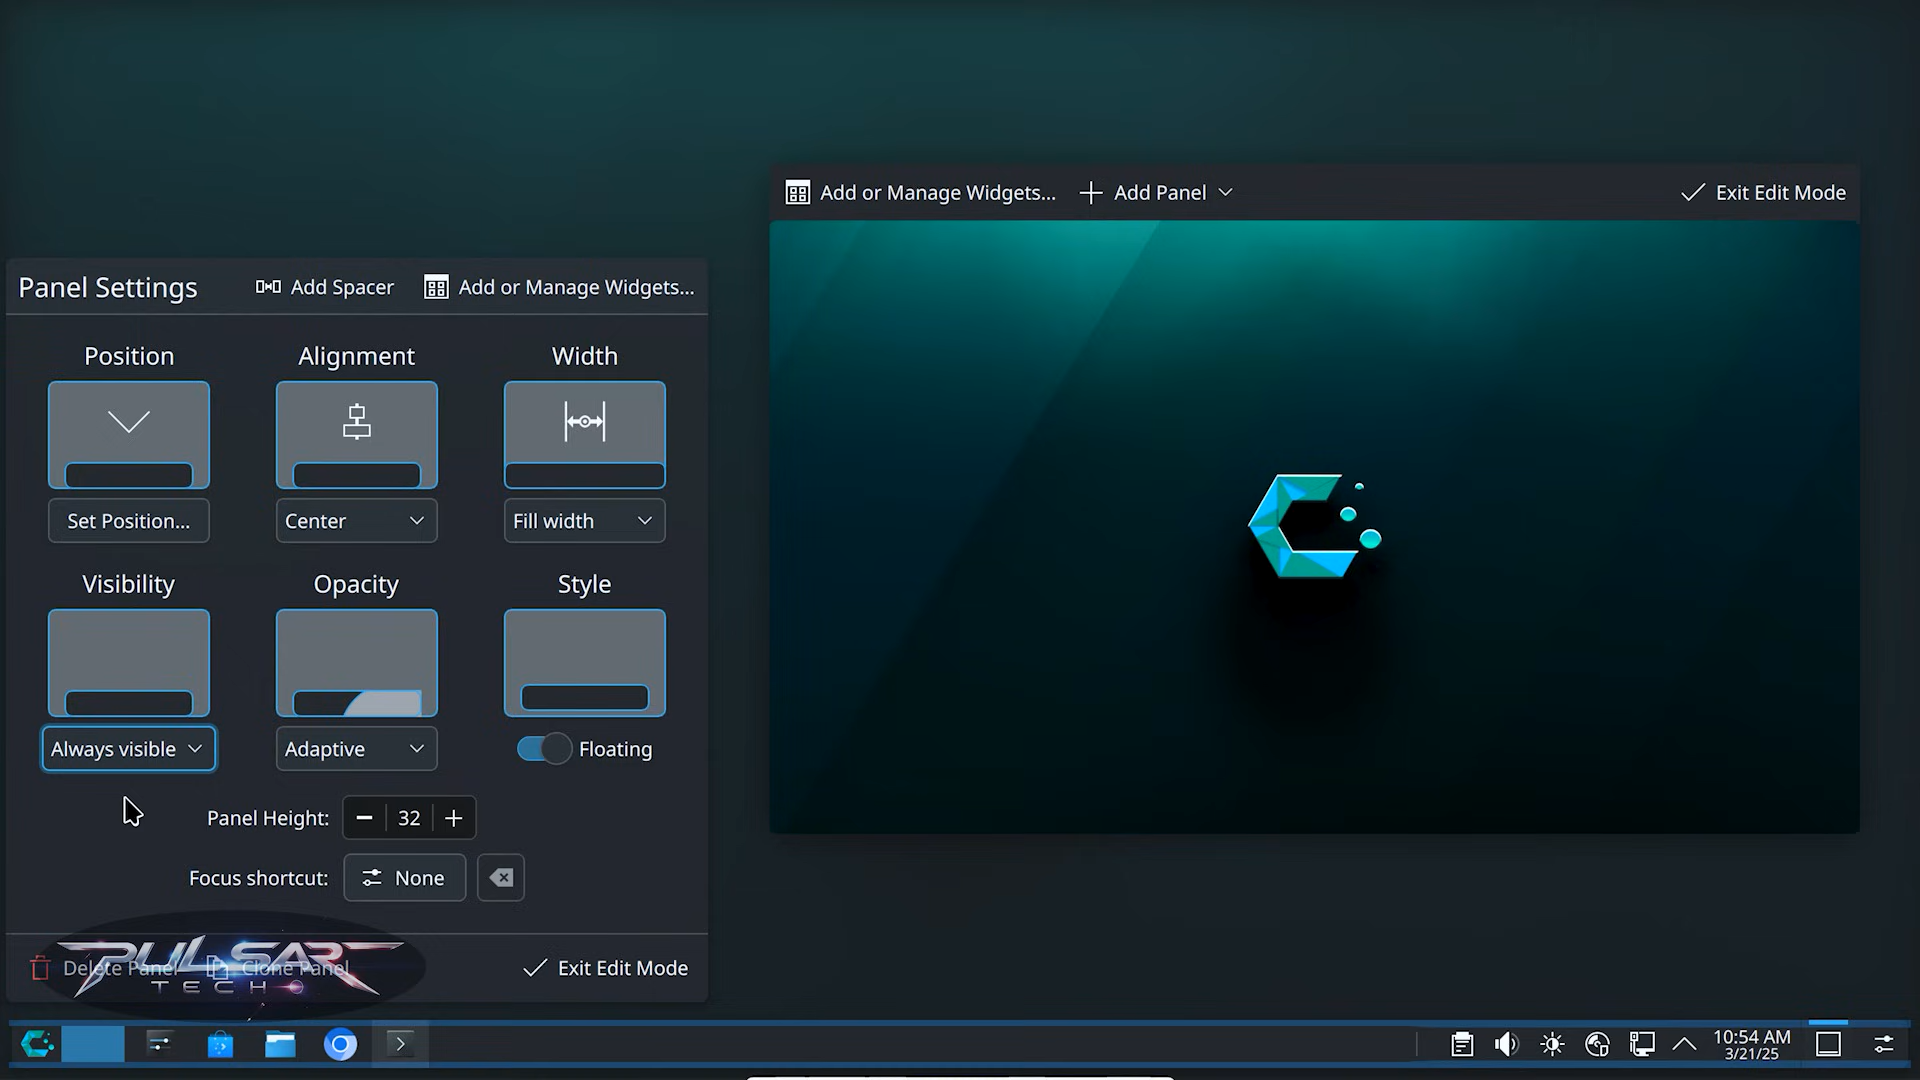 Add or Manage Widgets...
Add Panel
Exit Edit Mode
Panel Settings
Add Spacer
Add or Manage Widgets...
Position
Alignment
Width
Set Position...
Center
Fill width
Visibility
Opacity
Style
Always visible
Adaptive
Floating
Panel Height:
32
Focus shortcut:
None
Delete Panel
Clone Panel
PULSAR
TECH
Exit Edit Mode
10:54 AM
3/21/25